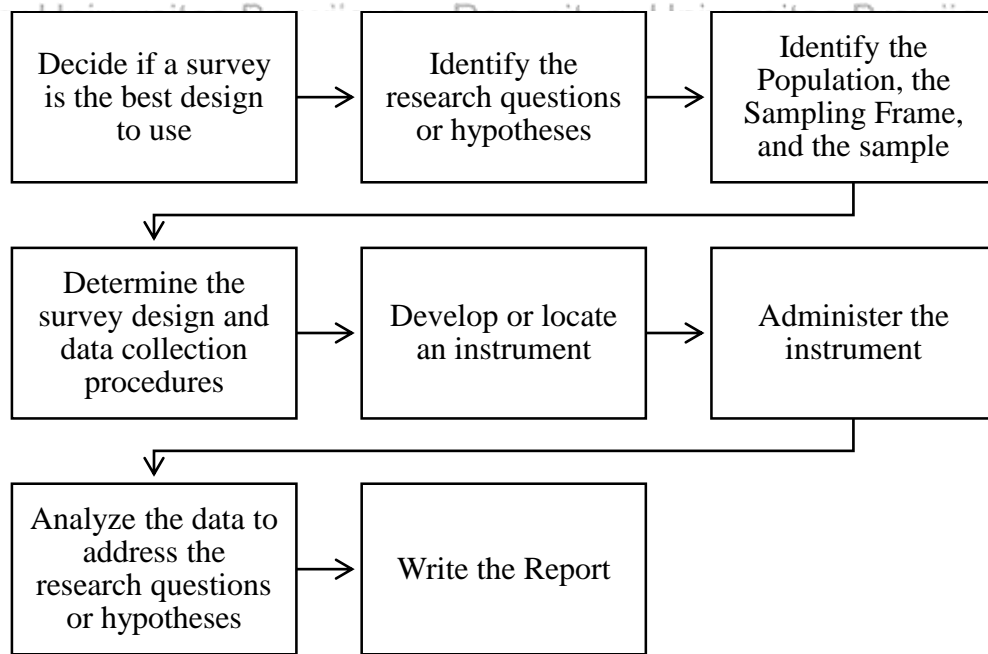 Decide if a survey
is the best design
to use
Identify the
research questions
or hypotheses
Identify the
Population, the
Sampling Frame,
and the sample
Determine the
survey design and
data collection
procedures
Develop or locate
an instrument
Administer the
instrument
Analyze the data to
address the
research questions
or hypotheses
Write the Report